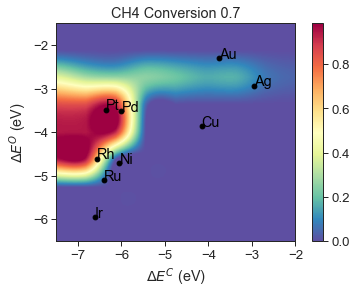 CH4 Conversion 0.7
ΔE^O (eV)
−2
−3
−4
−5
−6
Au
Ag
Pt
Pd
Cu
Rh
Ni
Ru
Ir
−7
−6
−5
−4
−3
−2
ΔE^C (eV)
0.8
0.6
0.4
0.2
0.0